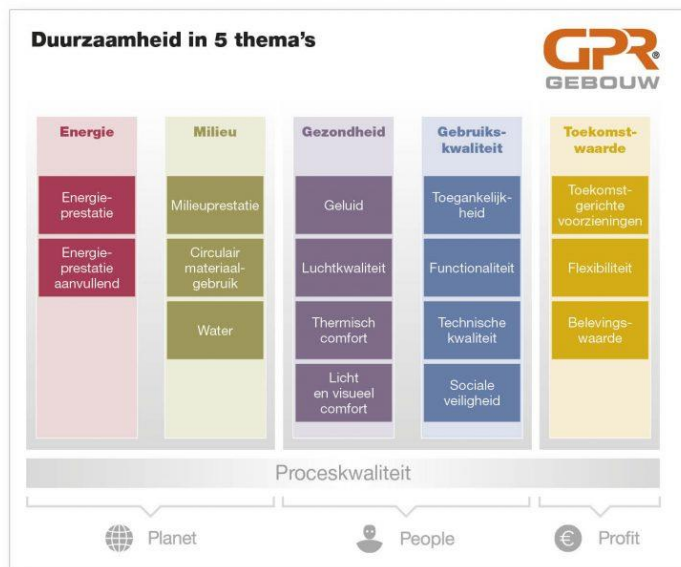 Duurzaamheid in 5 thema's
GPR®
GEBOUW
Energie
Energie-
prestatie
Energie-
prestatie
aanvullend
Milieu
Milieuprestatie
Circulair
materiaal-
gebruik
Water
Gezondheid
Geluid
Luchtkwaliteit
Thermisch
comfort
Licht
en visueel
comfort
Gebruiks-
kwaliteit
Toegankelijk-
heid
Functionaliteit
Technische
kwaliteit
Sociale
veiligheid
Toekomst-
waarde
Toekomst-
gerichte
voorzieningen
Flexibiliteit
Belevings-
waarde
Proceskwaliteit
Planet
People
€ Profit